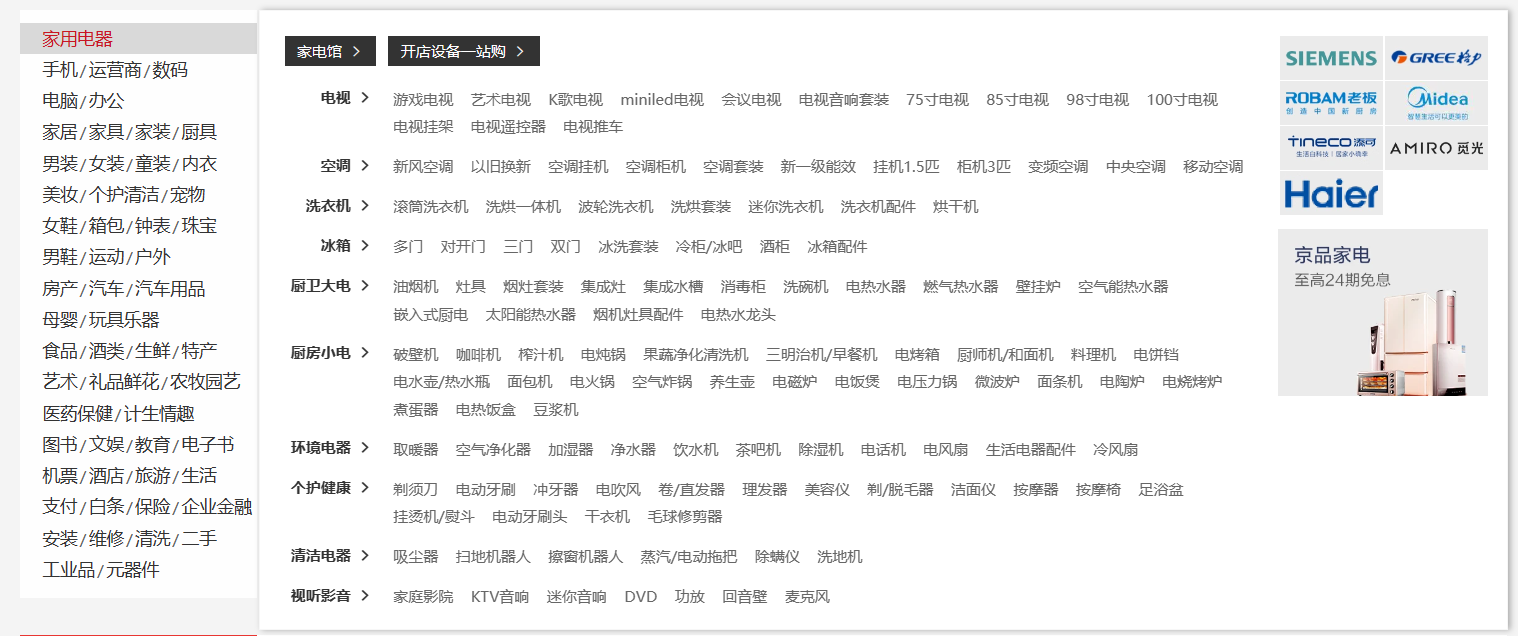 家用电器
手机/运营商/数码
电脑/办公
家居/家具/家装/厨具
男装/女装/童装/内衣
美妆/个护清洁/宠物
女鞋/箱包/钟表/珠宝
男鞋/运动/户外
房产/汽车/汽车用品
母婴/玩具乐器
食品/酒类/生鲜/特产
艺术/礼品鲜花/农牧园艺
医药保健/计生情趣
图书/文娱/教育/电子书
机票/酒店/旅游/生活
支付/白条/保险/企业金融
安装/维修/清洗/二手
工业品/元器件
家电馆 > 开店设备一站购 >
电视 > 游戏电视 艺术电视 K歌电视 miniled电视 会议电视 电视音响套装 75寸电视 85寸电视 98寸电视 100寸电视
电视挂架 电视遥控器 电视推车
空调 > 新风空调 以旧换新 空调挂机 空调柜机 空调套装 新一级能效 挂机1.5匹 柜机3匹 变频空调 中央空调 移动空调
洗衣机 > 滚筒洗衣机 洗烘一体机 波轮洗衣机 洗烘套装 迷你洗衣机 洗衣机配件 烘干机
冰箱 > 多门 对开门 三门 双门 冰洗套装 冷柜/冰吧 酒柜 冰箱配件
厨卫大电 > 油烟机 灶具 烟灶套装 集成灶 集成水槽 消毒柜 洗碗机 电热水器 燃气热水器 壁挂炉 空气能热水器
嵌入式厨电 太阳能热水器 烟机灶具配件 电热水龙头
厨房小电 > 破壁机 咖啡机 榨汁机 电炖锅 果蔬净化清洗机 三明治机/早餐机 电烤箱 厨师机/和面机 料理机 电饼铛
电水壶/热水瓶 面包机 电火锅 空气炸锅 养生壶 电磁炉 电饭煲 电压力锅 微波炉 面条机 电陶炉 电烧烤炉
煮蛋器 电热饭盒 豆浆机
环境电器 > 取暖器 空气净化器 加湿器 净水器 饮水机 茶吧机 除湿机 电话机 电风扇 生活电器配件 冷风扇
个护健康 > 剃须刀 电动牙刷 冲牙器 电吹风 卷/直发器 理发器 美容仪 剃/脱毛器 洁面仪 按摩器 按摩椅 足浴盆
挂烫机/熨斗 电动牙刷头 干衣机 毛球修剪器
清洁电器 > 吸尘器 扫地机器人 擦窗机器人 蒸汽/电动拖把 除螨仪 洗地机
视听影音 > 家庭影院 KTV音响 迷你音响 DVD 功放 回音壁 麦克风
SIEMENS GREE格力
ROBAM老板 Midea
创造中国新厨房 智慧生活可以更美的
TINECO添可 AMIRO 觅光
生活白科技 | 居家小确幸
Haier
京品家电
至高24期免息